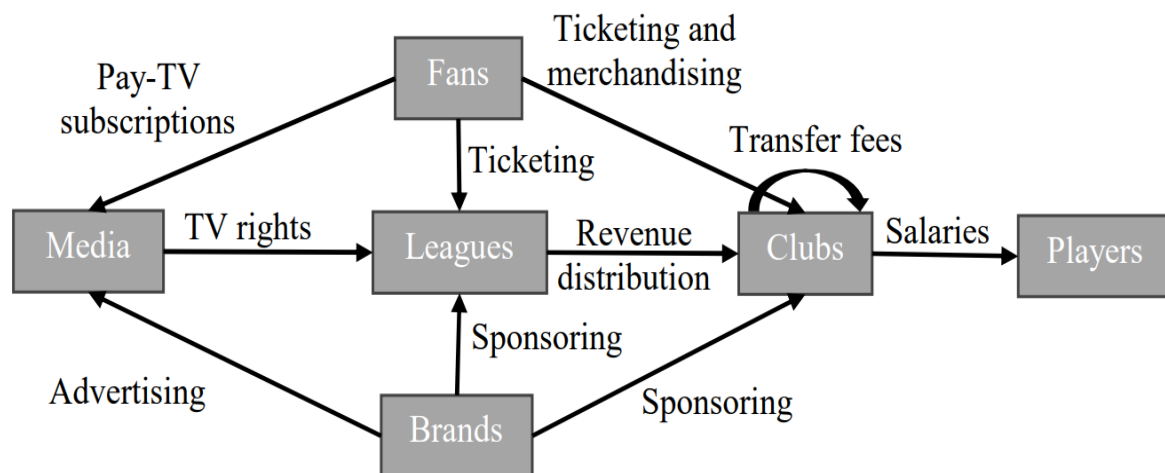 Ticketing and
merchandising
Fans
Pay-TV
subscriptions
Transfer fees
Ticketing
TV rights
Media
Leagues
Revenue
distribution
Clubs
Salaries
Players
Sponsoring
Advertising
Sponsoring
Brands